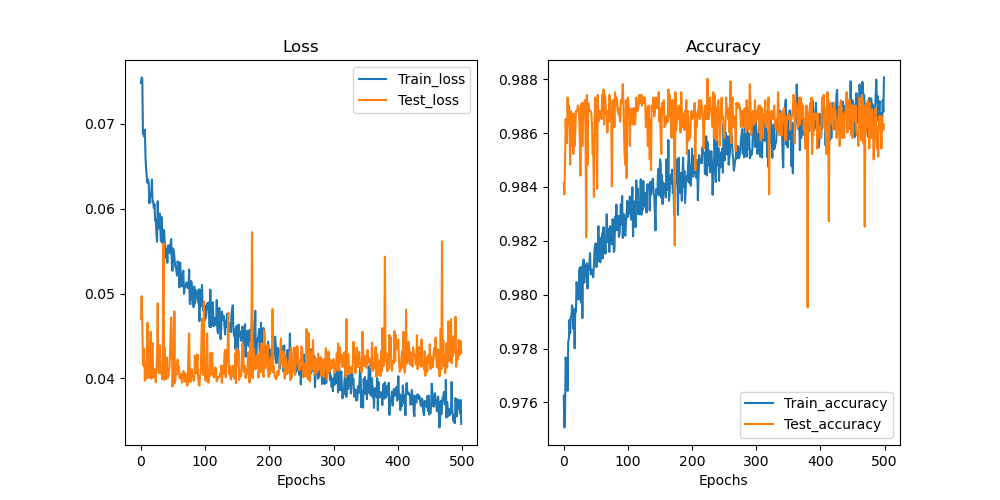 Loss
Train_loss
Test_loss
0.07
0.06
0.05
0.04
0 100 200 300 400 500
Epochs
Accuracy
0.988
0.986
0.984
0.982
0.980
0.978
0.976
Train_accuracy
Test_accuracy
0 100 200 300 400 500
Epochs